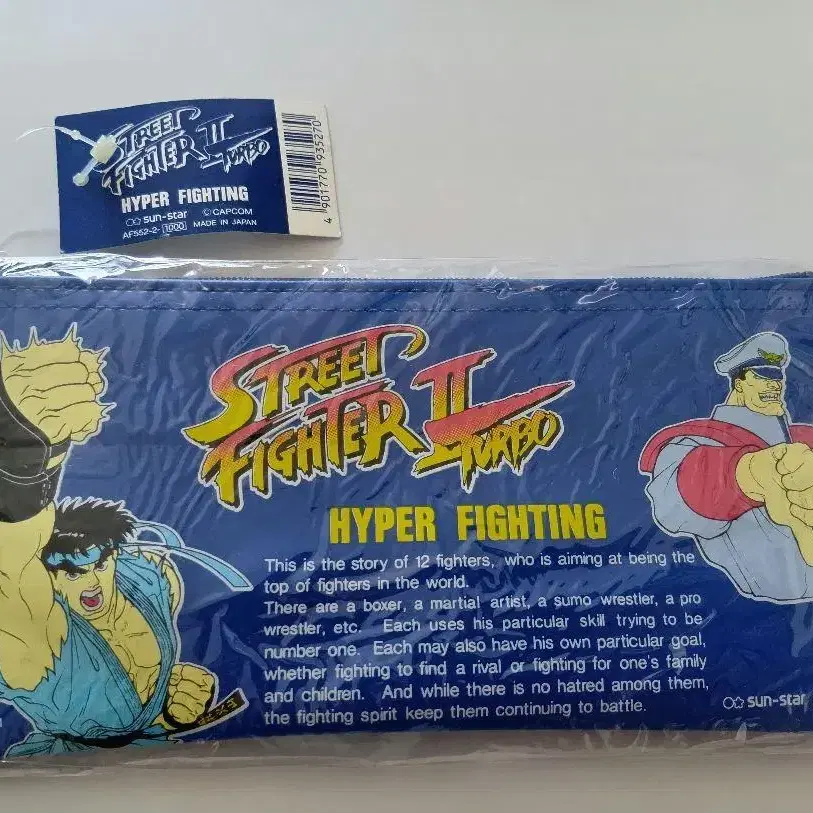 STREET
FIGHTER II
TURBO
HYPER FIGHTING
sun-star ©CAPCOM
AF552-2- 1000 MADE IN JAPAN
4 901770 935270
STREET
FIGHTER II
TURBO
HYPER FIGHTING
This is the story of 12 fighters, who is aiming at being the
top of fighters in the world.
There are a boxer, a martial artist, a sumo wrestler, a pro
wrestler, etc. Each uses his particular skill trying to be
number one. Each may also have his own particular goal,
whether fighting to find a rival or fighting for one's family
and children. And while there is no hatred among them,
the fighting spirit keep them continuing to battle.
sun-star